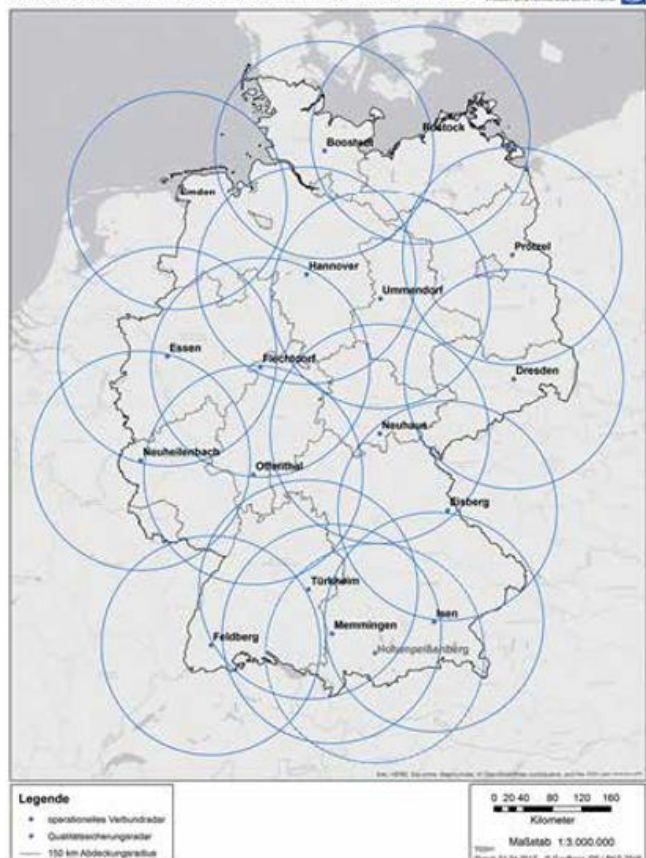 Boostedt
Rostock
Emden
Prötzel
Hannover
Ummendorf
Essen
Flechtdorf
Dresden
Neuhaus
Neuheilenbach
Offenthal
Eisberg
Türkheim
Isen
Memmingen
Feldberg
Hohenpeißenberg
Legende
operationelles Verbundradar
Qualitätssicherungsradar
150 km Abdeckungsradius
0 20 40 80 120 160
Kilometer
Maßstab 1:3.000.000